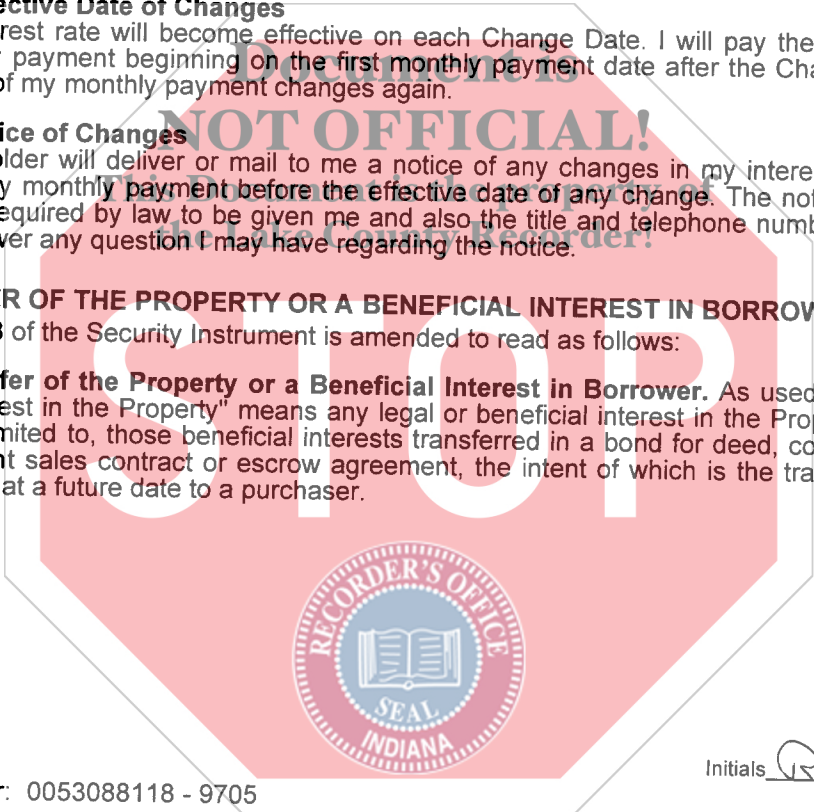 ective Date of Changes
rest rate will become effective on each Change Date. I will pay the
payment beginning on the first monthly payment date after the Cha
of my monthly payment changes again.
ice of Changes
older will deliver or mail to me a notice of any changes in my intere
y monthly payment before the effective date of any change. The not
equired by law to be given me and also the title and telephone numb
ver any question I may have regarding the notice.
Document is
NOT OFFICIAL!
This Document is the property of
the Lake County Recorder!
R OF THE PROPERTY OR A BENEFICIAL INTEREST IN BORROW
of the Security Instrument is amended to read as follows:
fer of the Property or a Beneficial Interest in Borrower. As used
est in the Property" means any legal or beneficial interest in the Prop
mited to, those beneficial interests transferred in a bond for deed, co
nt sales contract or escrow agreement, the intent of which is the tra
at a future date to a purchaser.
STOP
RECORDER'S OFFICE
SEAL
INDIANA
Initials
r: 0053088118 - 9705